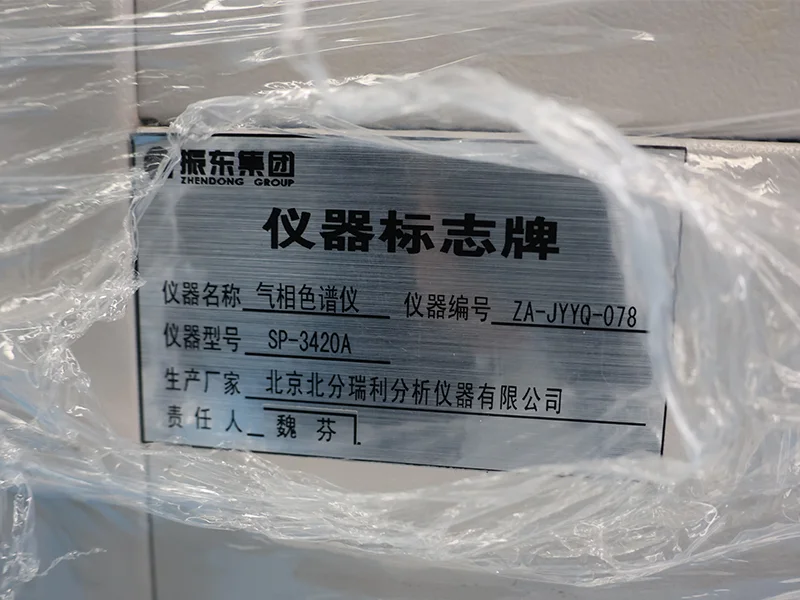 振东集团
ZHENDONG GROUP
仪器标志牌
仪器名称 气相色谱仪 仪器编号 ZA-JYYQ-078
仪器型号 SP-3420A
生产厂家 北京北分瑞利分析仪器有限公司
责任人 魏芬